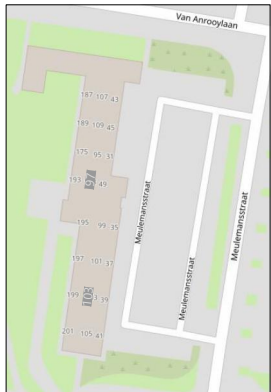 Van Anrooylaan
187 107 43
189 109 45
175 95 31
193 97 49
195 99 35
197 101 37
199 103 39
201 105 41
Meulemansstraat
Meulemansstraat
Meulemansstraat